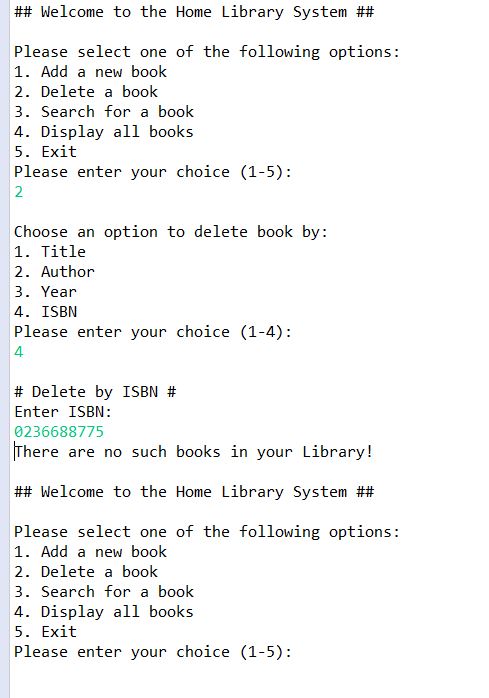 ## Welcome to the Home Library System ##
Please select one of the following options:
1. Add a new book
2. Delete a book
3. Search for a book
4. Display all books
5. Exit
Please enter your choice (1-5):
2
Choose an option to delete book by:
1. Title
2. Author
3. Year
4. ISBN
Please enter your choice (1-4):
4
# Delete by ISBN #
Enter ISBN:
0236688775
There are no such books in your Library!
## Welcome to the Home Library System ##
Please select one of the following options:
1. Add a new book
2. Delete a book
3. Search for a book
4. Display all books
5. Exit
Please enter your choice (1-5):